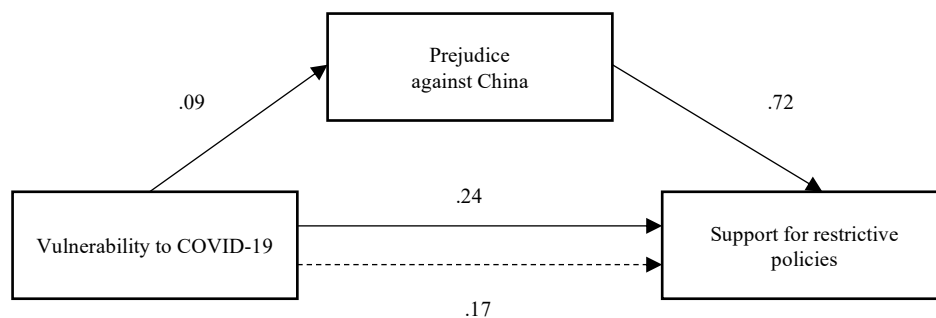 Prejudice
against China
.09
.72
.24
Vulnerability to COVID-19
Support for restrictive
policies
.17